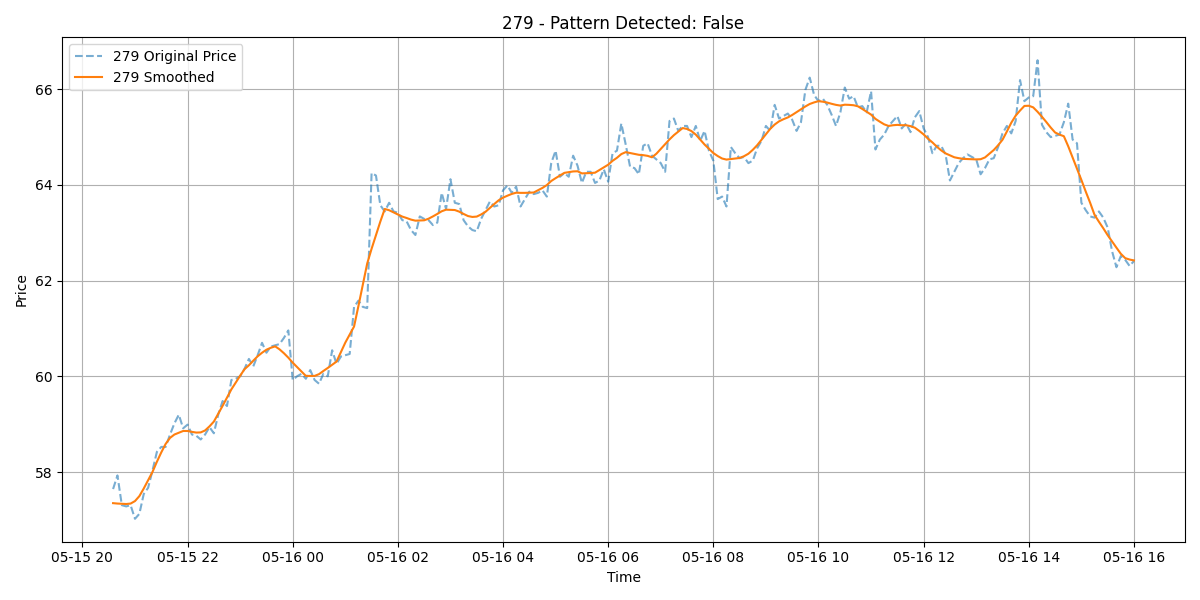 279 - Pattern Detected: False
279 Original Price
279 Smoothed
Price
66
64
62
60
58
05-15 20 05-15 22 05-16 00 05-16 02 05-16 04 05-16 06 05-16 08 05-16 10 05-16 12 05-16 14 05-16 16
Time